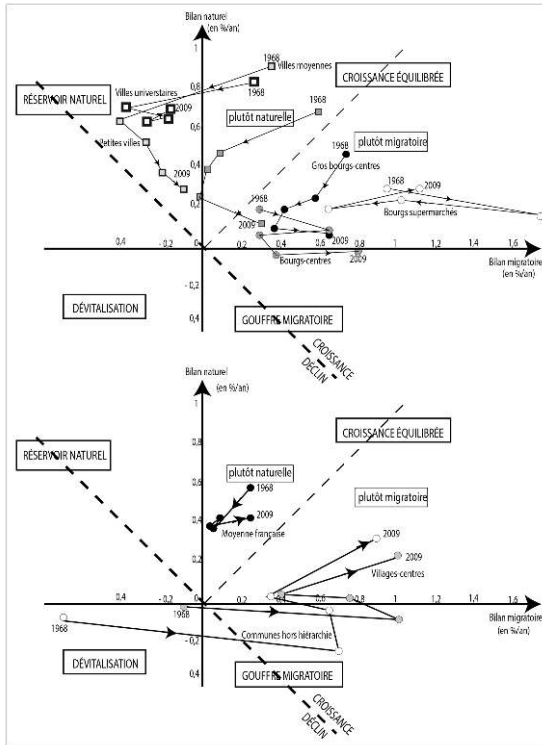 Bilan naturel
(en %/an)
1
1968
Villes moyennes
CROISSANCE ÉQUILIBRÉE
0,8
1968
Villes universtaires
RÉSERVOIR NATUREL
2009
plutôt naturelle
1968
0,6
plutôt migratoire
Petites villes
1968
Gros bourgs-centres
0,4
2009
1968
2009
0,2
1968
Bourgs supermarchés
2009
0,4
0,2
0,2
0,4
2009
0,6
0,8
1
1,2
1,4
1,6
Bourgs-centres
2009
Bilan migratoire
(en %/an)
- 0,2
DÉVITALISATION
GOUFFRE MIGRATOIRE
0,4
CROISSANCE
DÉCLIN
Bilan naturel
(en %/an)
1
CROISSANCE ÉQUILIBRÉE
0,8
RÉSERVOIR NATUREL
plutôt naturelle
1968
0,6
plutôt migratoire
0,4
2009
Moyenne française
2009
2009
0,2
Villages-centres
0,4
0,2
0,2
0,4
0,6
0,8
1
1,2
1,4
1,6
1968
Bilan migratoire
(en %/an)
1968
- 0,2
Communes hors hiérarchie
DÉVITALISATION
GOUFFRE MIGRATOIRE
0,4
CROISSANCE
DÉCLIN